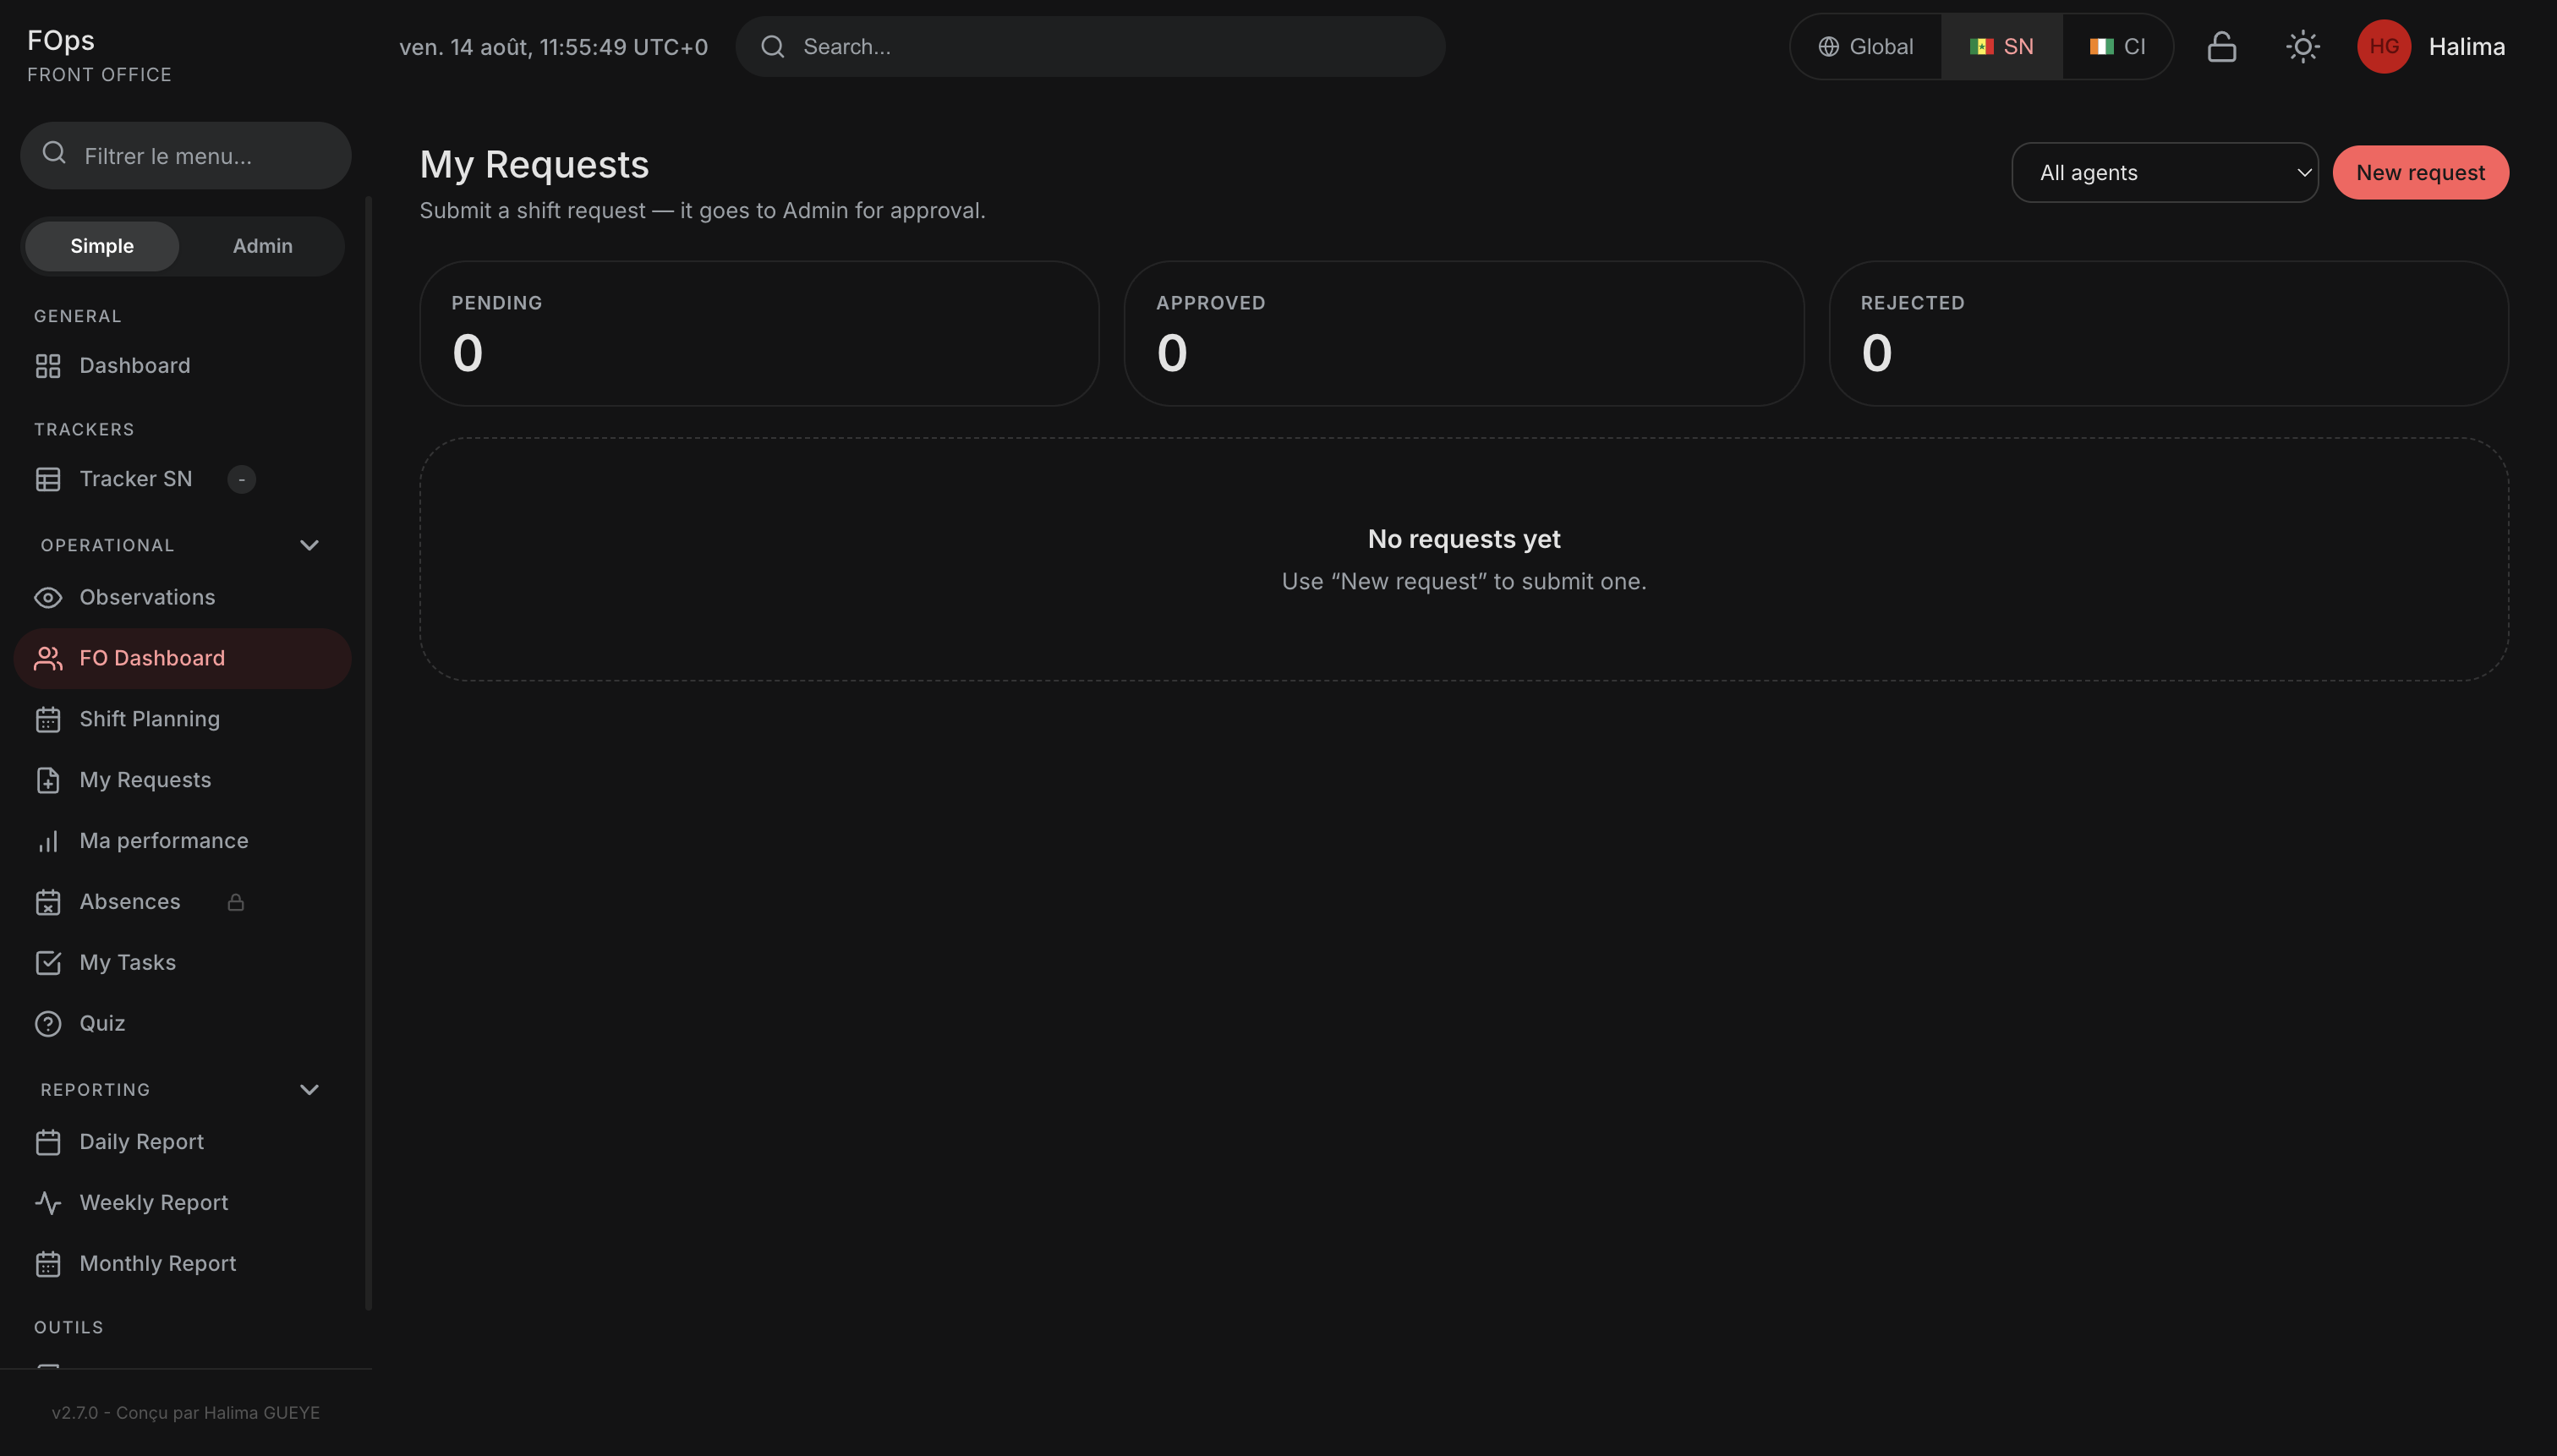 FOps
FRONT OFFICE
ven. 14 août, 11:55:49 UTC+0
Search...
Global
SN
CI
HG
Halima
Filtrer le menu...
Simple
Admin
GENERAL
Dashboard
TRACKERS
Tracker SN
-
OPERATIONAL
Observations
FO Dashboard
Shift Planning
My Requests
Ma performance
Absences
My Tasks
Quiz
REPORTING
Daily Report
Weekly Report
Monthly Report
OUTILS
v2.7.0 - Conçu par Halima GUEYE
My Requests
Submit a shift request — it goes to Admin for approval.
All agents
New request
PENDING
0
APPROVED
0
REJECTED
0
No requests yet
Use “New request” to submit one.